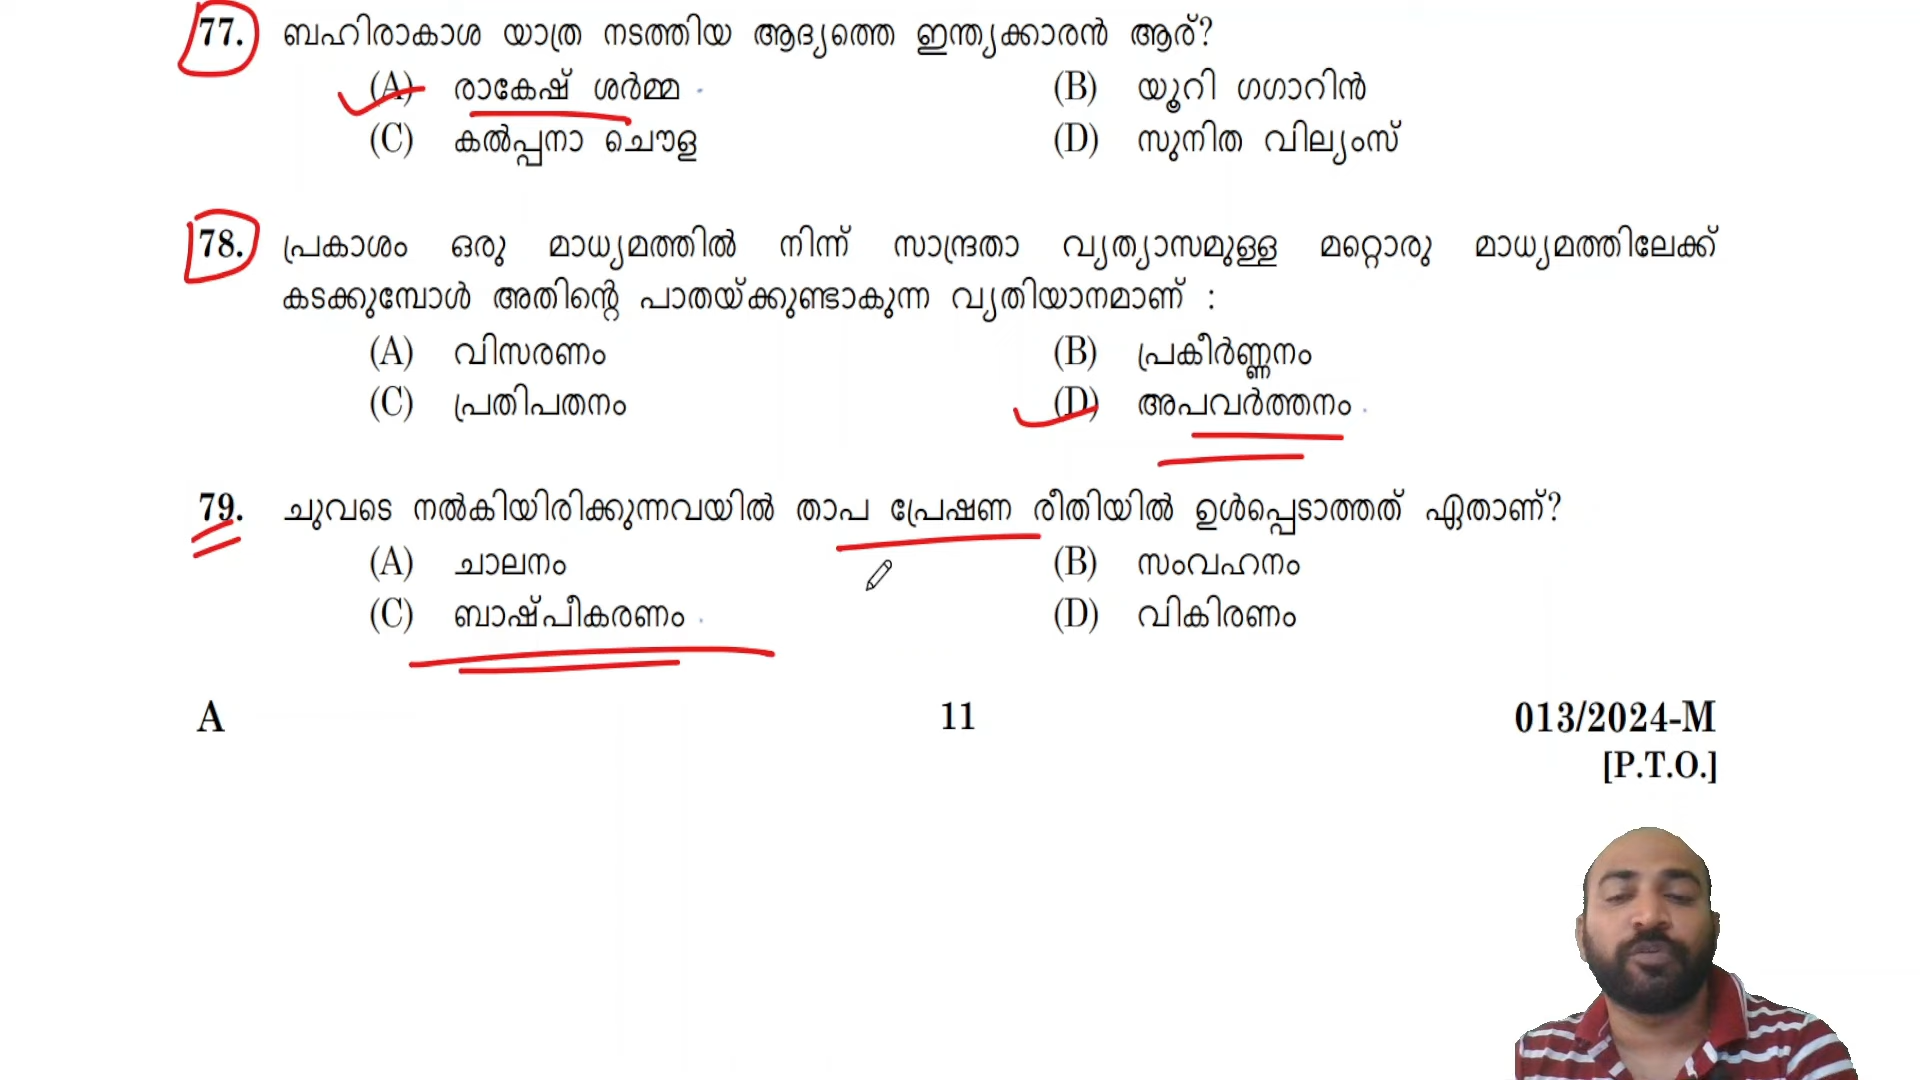 77. ബഹിരാകാശ യാത്ര നടത്തിയ ആദ്യത്തെ ഇന്ത്യക്കാരൻ ആര്?
(A) രാകേഷ് ശർമ്മ (B) യൂറി ഗഗാറിൻ
(C) കൽപ്പനാ ചൌള (D) സുനിത വില്യംസ്
78. പ്രകാശം ഒരു മാധ്യമത്തിൽ നിന്ന് സാന്ദ്രതാ വ്യത്യാസമുള്ള മറ്റൊരു മാധ്യമത്തിലേക്ക്
കടക്കുമ്പോൾ അതിന്റെ പാതയ്ക്കുണ്ടാകുന്ന വ്യതിയാനമാണ് :
(A) വിസരണം (B) പ്രകീർണ്ണനം
(C) പ്രതിപതനം (D) അപവർത്തനം
79. ചുവടെ നൽകിയിരിക്കുന്നവയിൽ താപ പ്രേഷണ രീതിയിൽ ഉൾപ്പെടാത്തത് ഏതാണ്?
(A) ചാലനം (B) സംവഹനം
(C) ബാഷ്പീകരണം (D) വികിരണം
A 11 013/2024-M
[P.T.O.]